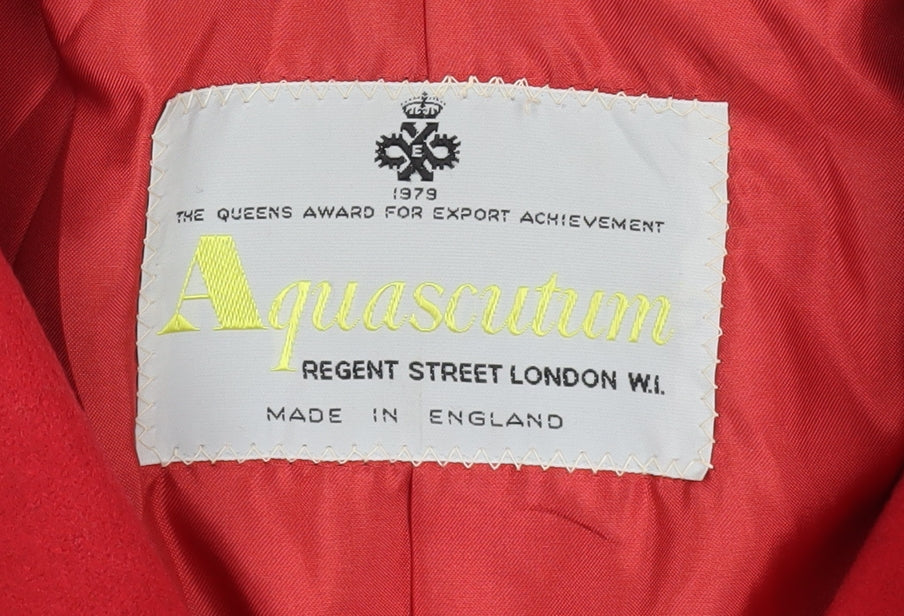 E
1979
THE QUEENS AWARD FOR EXPORT ACHIEVEMENT
Aquascutum
REGENT STREET LONDON W.I.
MADE IN ENGLAND